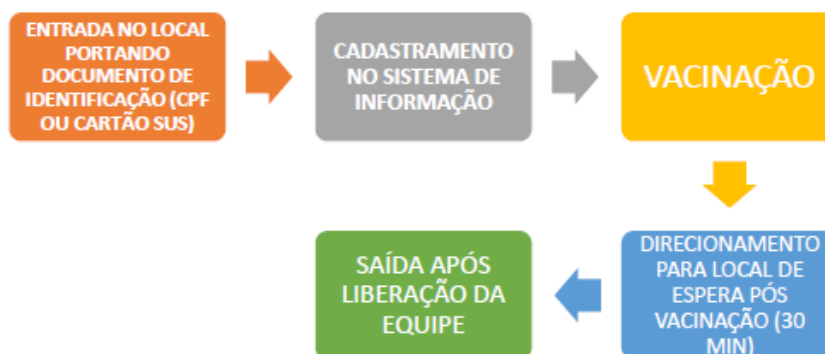 ENTRADA NO LOCAL
PORTANDO
DOCUMENTO DE
IDENTIFICAÇÃO (CPF
OU CARTÃO SUS)
CADASTRAMENTO
NO SISTEMA DE
INFORMAÇÃO
VACINAÇÃO
DIRECIONAMENTO
PARA LOCAL DE
ESPERA PÓS
VACINAÇÃO (30
MIN)
SAÍDA APÓS
LIBERAÇÃO DA
EQUIPE